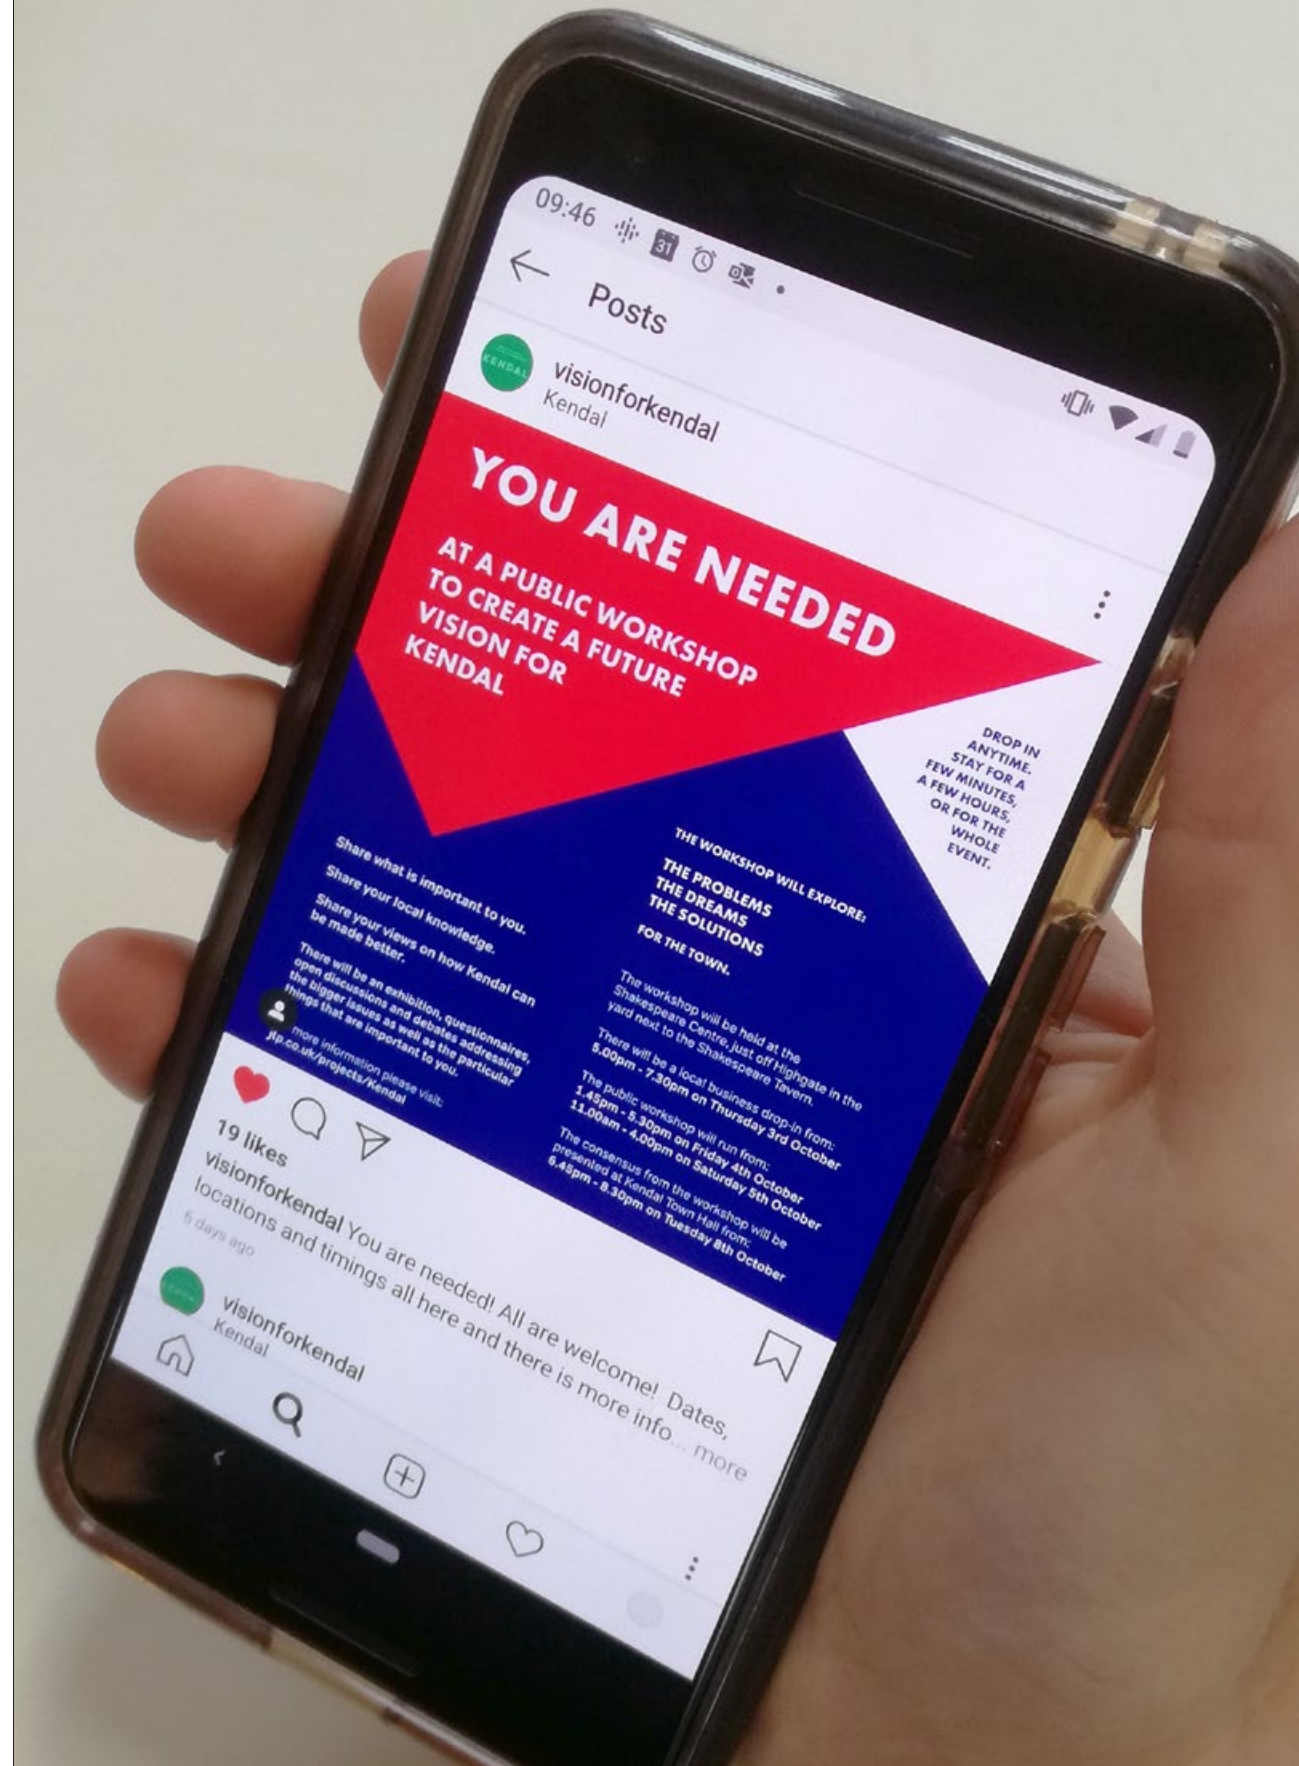 09:46
31
Posts
KENDAL
visionforkendal
Kendal
YOU ARE NEEDED
AT A PUBLIC WORKSHOP
TO CREATE A FUTURE
VISION FOR
KENDAL
DROP IN
ANYTIME.
STAY FOR A
FEW MINUTES,
A FEW HOURS,
OR FOR THE
WHOLE
EVENT.
Share what is important to you.
Share your local knowledge.
Share your views on how Kendal can
be made better.
There will be an exhibition, questionnaires,
open discussions and debates addressing
the bigger issues as well as the particular
things that are important to you.
more information please visit:
jtp.co.uk/projects/Kendal
THE WORKSHOP WILL EXPLORE:
THE PROBLEMS
THE DREAMS
THE SOLUTIONS
FOR THE TOWN.
The workshop will be held at the
Shakespeare Centre, just off Highgate in the
yard next to the Shakespeare Tavern.
There will be a local business drop-in from:
5.00pm - 7.30pm on Thursday 3rd October
The public workshop will run from:
1.45pm - 5.30pm on Friday 4th October
11.00am - 4.00pm on Saturday 5th October
The consensus from the workshop will be
presented at Kendal Town Hall from:
6.45pm - 8.30pm on Tuesday 8th October
19 likes
visionforkendal You are needed! All are welcome! Dates,
locations and timings all here and there is more info... more
days ago
visionforkendal
Kendal